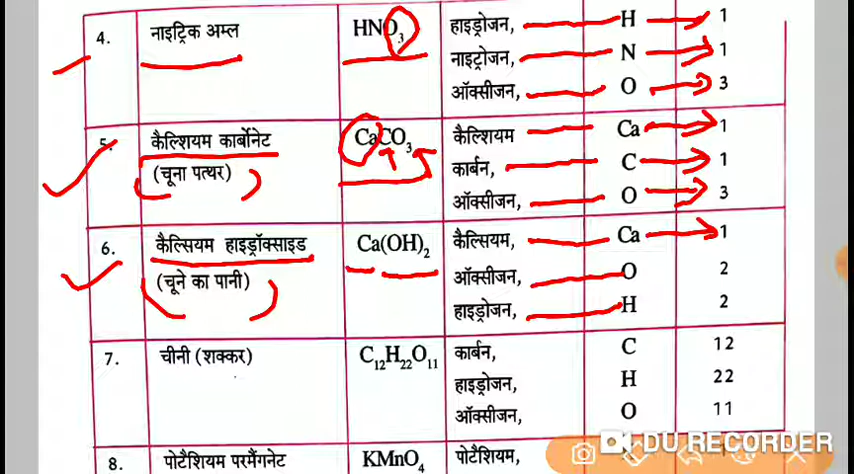 4. नाइट्रिक अम्ल HNO3 हाइड्रोजन, H 1
नाइट्रोजन, N 1
ऑक्सीजन, O 3
5. कैल्शियम कार्बोनेट CaCO3 कैल्शियम Ca 1
(चूना पत्थर) कार्बन, C 1
ऑक्सीजन, O 3
6. कैल्सियम हाइड्रॉक्साइड Ca(OH)2 कैल्सियम, Ca 1
(चूने का पानी) ऑक्सीजन, O 2
हाइड्रोजन, H 2
7. चीनी (शक्कर) C12H22O11 कार्बन, C 12
हाइड्रोजन, H 22
ऑक्सीजन, O 11
8. पोटैशियम परमैंगनेट KMnO4 पोटैशियम,
DU RECORDER